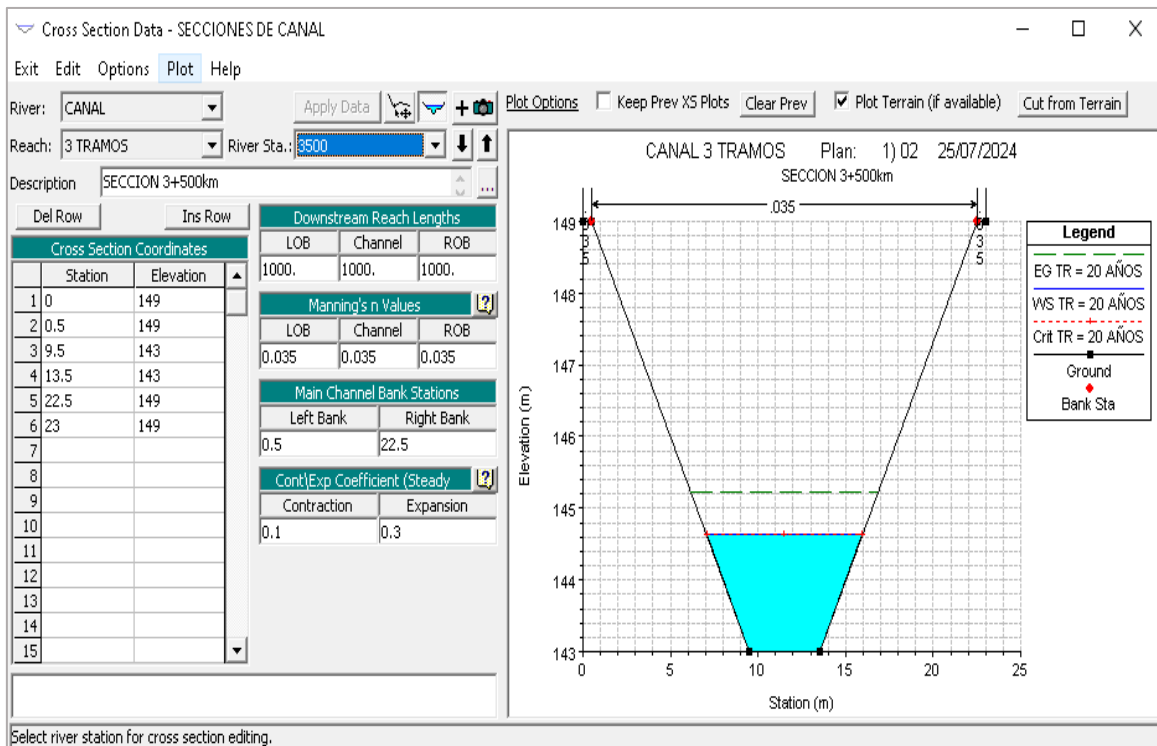 Cross Section Data - SECCIONES DE CANAL
Exit Edit Options Plot Help
River: CANAL Apply Data Plot Options Keep Prev XS Plots Clear Prev Plot Terrain (if available) Cut from Terrain
Reach: 3 TRAMOS River Sta.: 3500
Description SECCION 3+500km ...
Del Row Ins Row
Cross Section Coordinates
Station Elevation
1 0 149
2 0.5 149
3 9.5 143
4 13.5 143
5 22.5 149
6 23 149
7
8
9
10
11
12
13
14
15
Downstream Reach Lengths
LOB Channel ROB
1000. 1000. 1000.
Manning's n Values ?
LOB Channel ROB
0.035 0.035 0.035
Main Channel Bank Stations
Left Bank Right Bank
0.5 22.5
Cont\Exp Coefficient (Steady ?
Contraction Expansion
0.1 0.3
CANAL 3 TRAMOS Plan: 1) 02 25/07/2024
SECCION 3+500km
.035
149
148
147
146
145
144
143
Elevation (m)
0 5 10 15 20 25
Station (m)
Legend
EG TR = 20 AÑOS
WS TR = 20 AÑOS
Crit TR = 20 AÑOS
Ground
Bank Sta
Select river station for cross section editing.